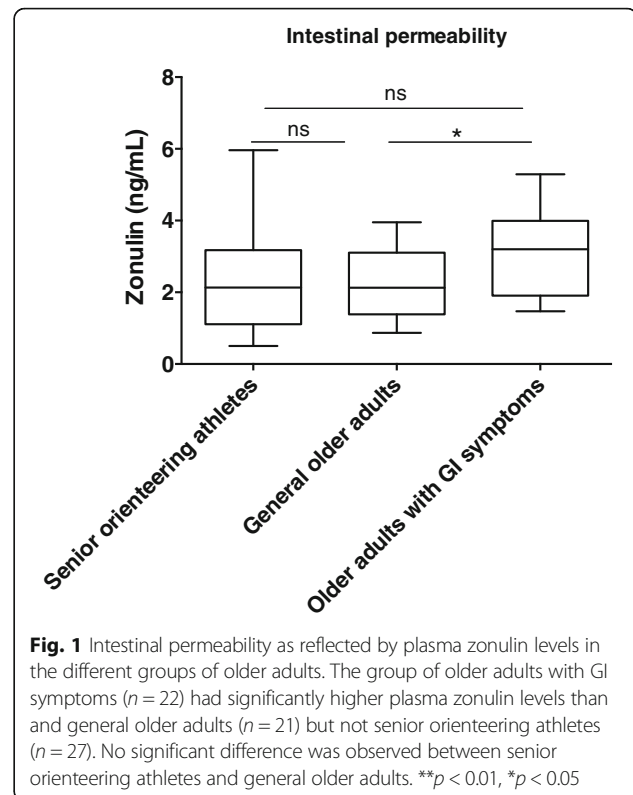 Intestinal permeability
ns
ns
*
8
6
4
2
0
Zonulin (ng/mL)
Senior orienteering athletes
General older adults
Older adults with GI symptoms
Fig. 1 Intestinal permeability as reflected by plasma zonulin levels in
the different groups of older adults. The group of older adults with GI
symptoms (n = 22) had significantly higher plasma zonulin levels than
and general older adults (n = 21) but not senior orienteering athletes
(n = 27). No significant difference was observed between senior
orienteering athletes and general older adults. **p < 0.01, *p < 0.05